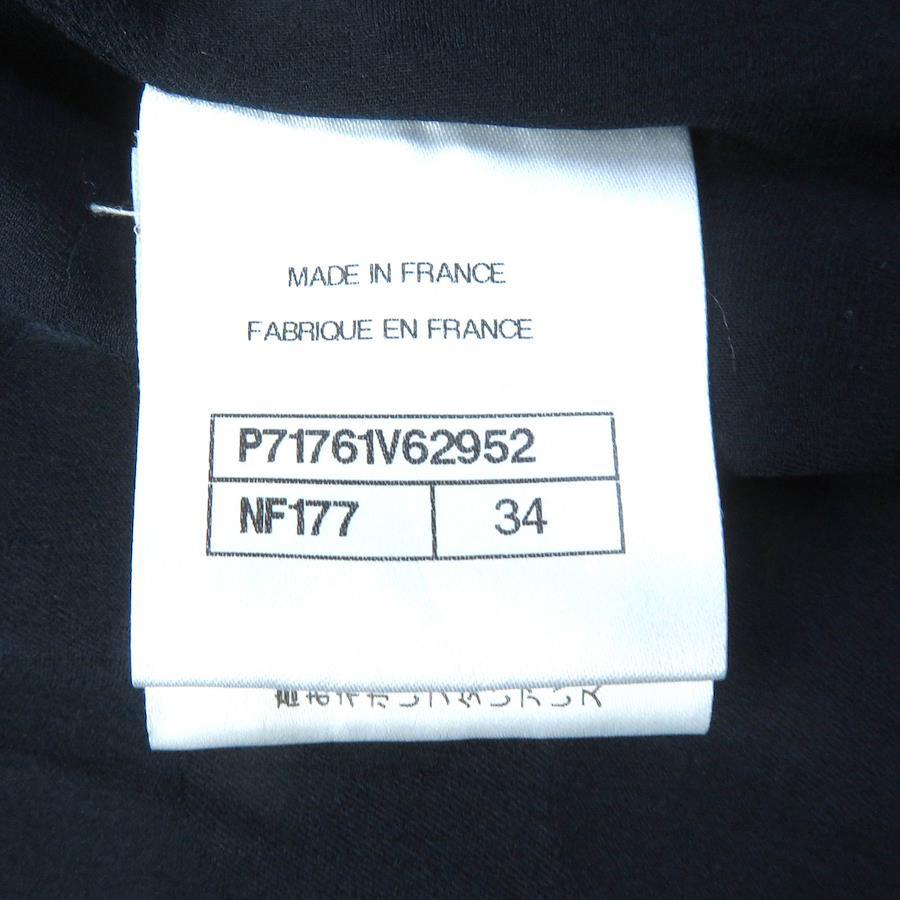 MADE IN FRANCE
FABRIQUE EN FRANCE
P71761V62952
NF177 34